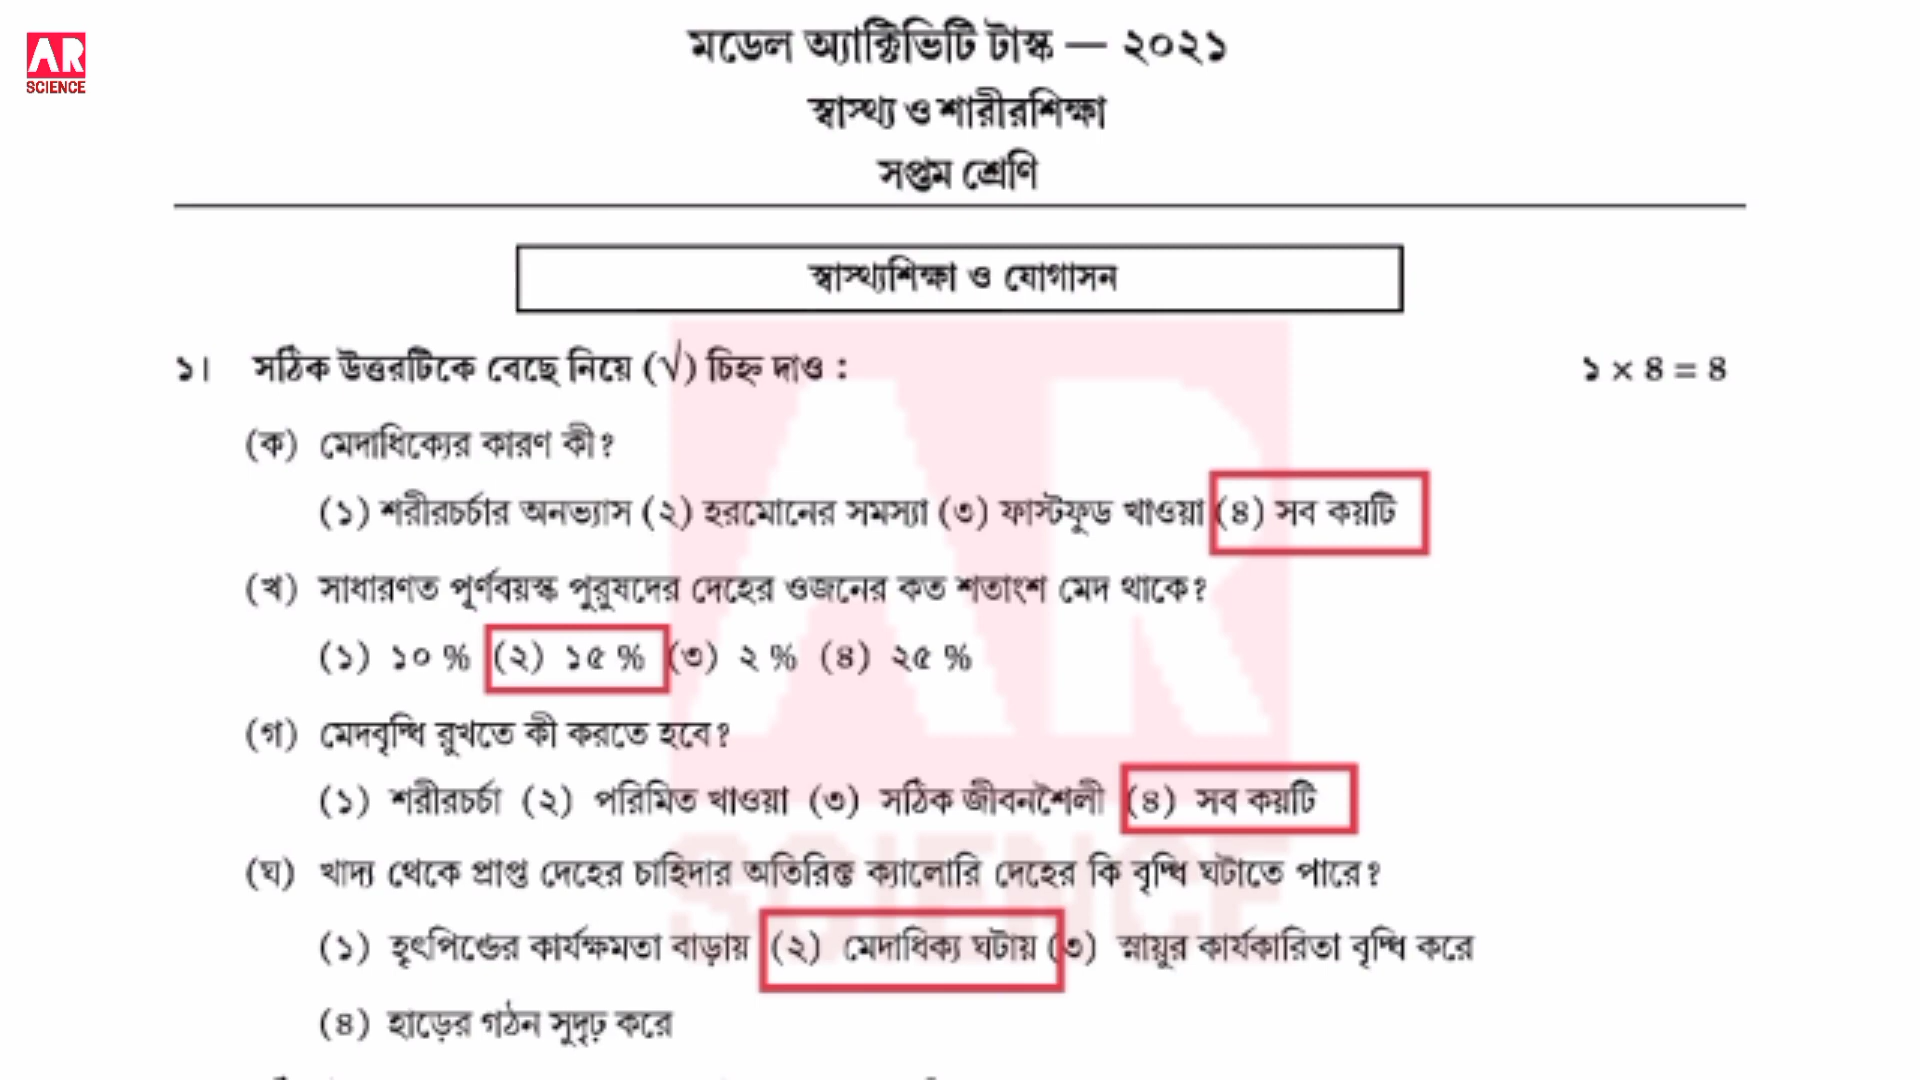 AR
SCIENCE
মডেল অ্যাক্টিভিটি টাস্ক — ২০২১
স্বাস্থ্য ও শারীরশিক্ষা
সপ্তম শ্রেণি
স্বাস্থ্যশিক্ষা ও যোগাসন
১। সঠিক উত্তরটিকে বেছে নিয়ে (√) চিহ্ন দাও : ১ × ৪ = ৪
(ক) মেদাধিক্যের কারণ কী?
(১) শরীরচর্চার অনভ্যাস (২) হরমোনের সমস্যা (৩) ফাস্টফুড খাওয়া (৪) সব কয়টি
(খ) সাধারণত পূর্ণবয়স্ক পুরুষদের দেহের ওজনের কত শতাংশ মেদ থাকে?
(১) ১০ % (২) ১৫ % (৩) ২ % (৪) ২৫ %
(গ) মেদবৃদ্ধি রুখতে কী করতে হবে?
(১) শরীরচর্চা (২) পরিমিত খাওয়া (৩) সঠিক জীবনশৈলী (৪) সব কয়টি
(ঘ) খাদ্য থেকে প্রাপ্ত দেহের চাহিদার অতিরিক্ত ক্যালোরি দেহের কি বৃদ্ধি ঘটাতে পারে?
(১) হৃৎপিণ্ডের কার্যক্ষমতা বাড়ায় (২) মেদাধিক্য ঘটায় (৩) স্নায়ুর কার্যকারিতা বৃদ্ধি করে
(৪) হাড়ের গঠন সুদৃঢ় করে
AR
SCIENCE